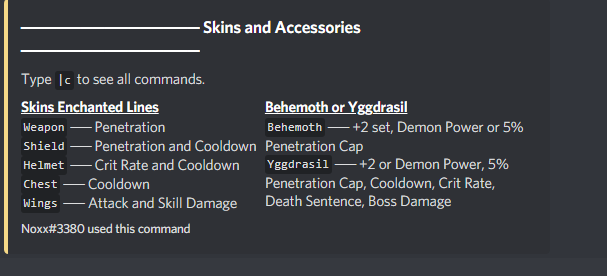 Skins and Accessories
Type |c to see all commands.
Skins Enchanted Lines
Weapon —— Penetration
Shield —— Penetration and Cooldown
Helmet —— Crit Rate and Cooldown
Chest —— Cooldown
Wings —— Attack and Skill Damage
Behemoth or Yggdrasil
Behemoth —— +2 set, Demon Power or 5%
Penetration Cap
Yggdrasil —— +2 or Demon Power, 5%
Penetration Cap, Cooldown, Crit Rate,
Death Sentence, Boss Damage
Noxx#3380 used this command